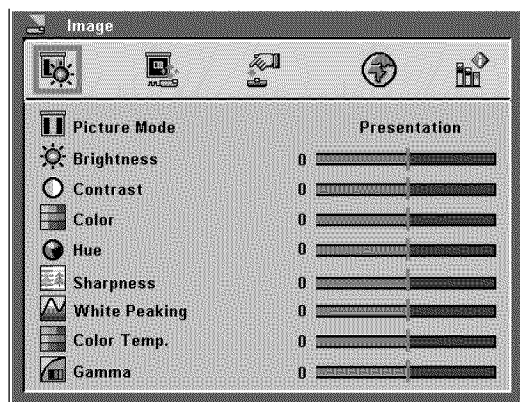 Image
Picture Mode Presentation
Brightness 0
Contrast 0
Color 0
Hue 0
Sharpness 0
White Peaking 0
Color Temp. 0
Gamma 0